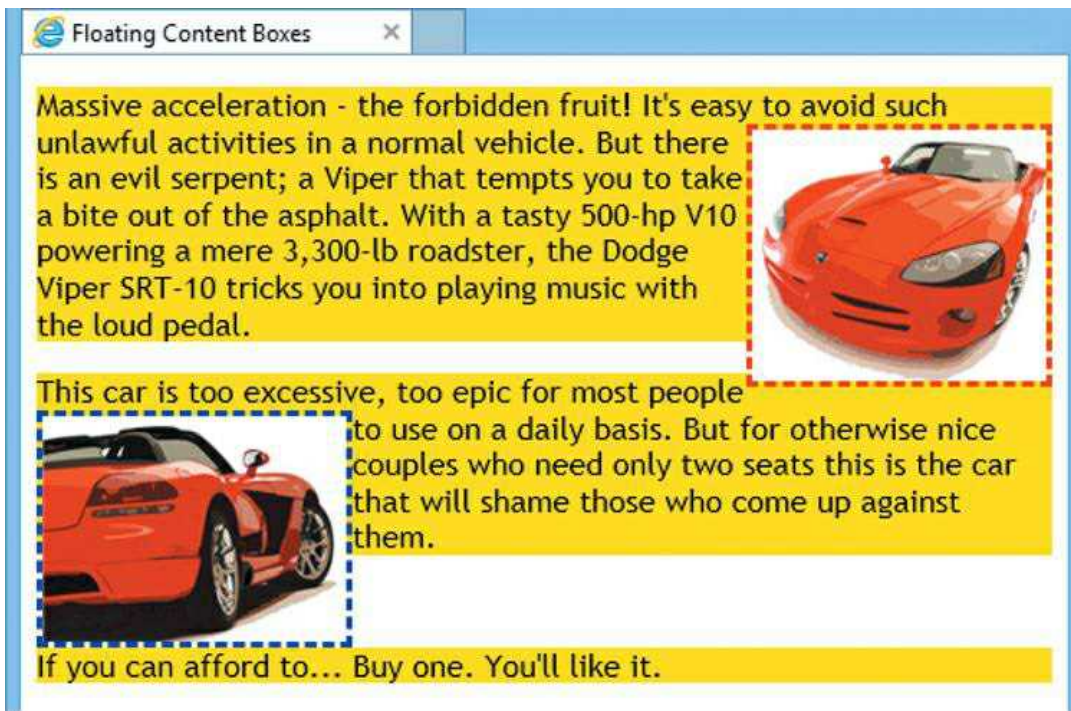 Floating Content Boxes
Massive acceleration - the forbidden fruit! It's easy to avoid such
unlawful activities in a normal vehicle. But there
is an evil serpent; a Viper that tempts you to take
a bite out of the asphalt. With a tasty 500-hp V10
powering a mere 3,300-lb roadster, the Dodge
Viper SRT-10 tricks you into playing music with
the loud pedal.
This car is too excessive, too epic for most people
to use on a daily basis. But for otherwise nice
couples who need only two seats this is the car
that will shame those who come up against
them.
If you can afford to... Buy one. You'll like it.